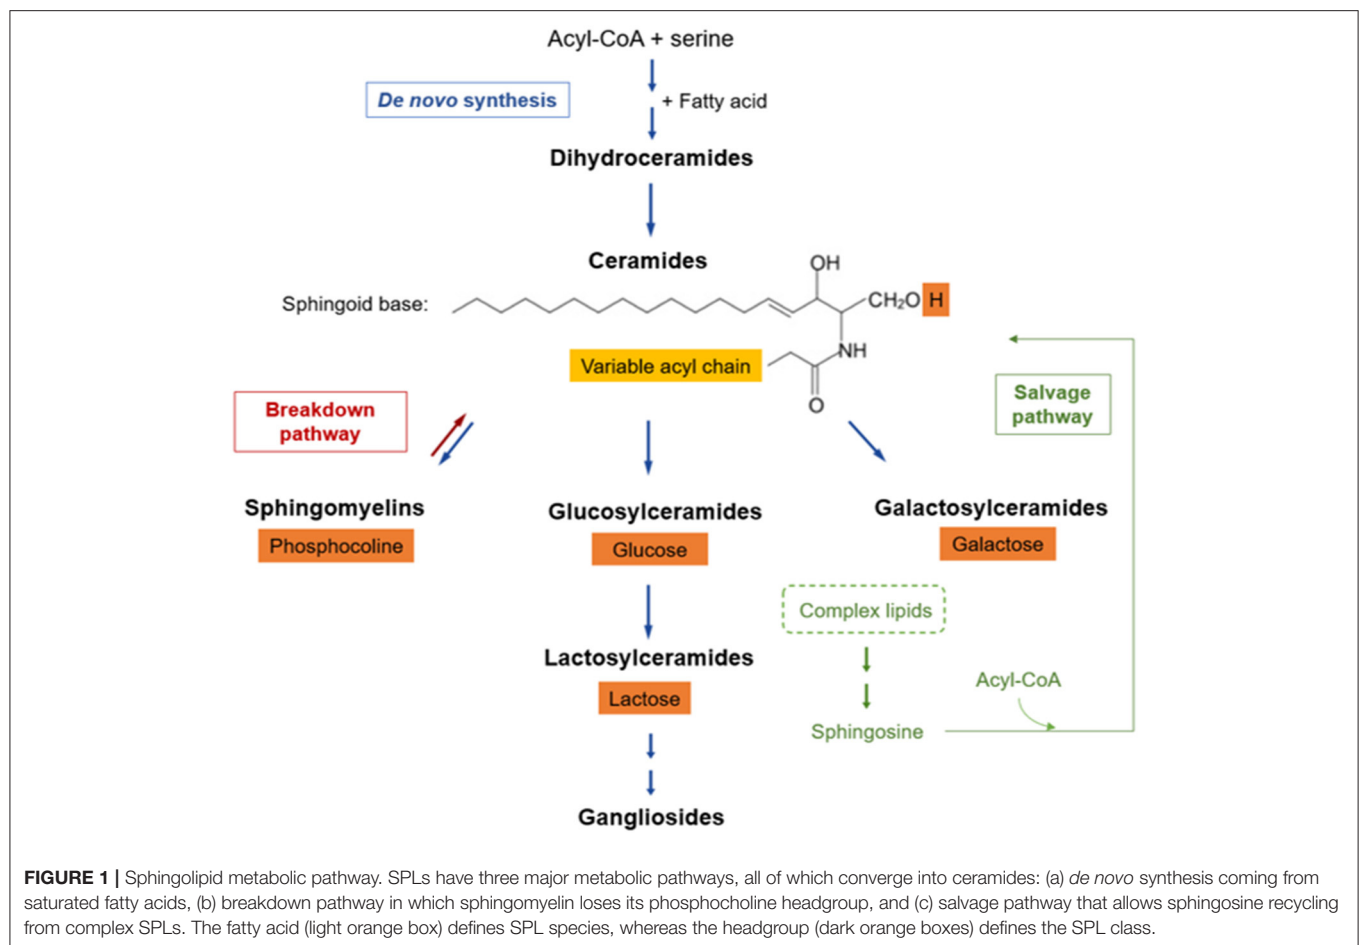 Acyl-CoA + serine
De novo synthesis
+ Fatty acid
Dihydroceramides
Ceramides
OH
Sphingoid base:
CH₂O H
NH
Variable acyl chain
O
Breakdown
pathway
Salvage
pathway
Sphingomyelins
Phosphocoline
Glucosylceramides
Glucose
Galactosylceramides
Galactose
Complex lipids
Lactosylceramides
Lactose
Acyl-CoA
Sphingosine
Gangliosides
FIGURE 1 | Sphingolipid metabolic pathway. SPLs have three major metabolic pathways, all of which converge into ceramides: (a) de novo synthesis coming from
saturated fatty acids, (b) breakdown pathway in which sphingomyelin loses its phosphocholine headgroup, and (c) salvage pathway that allows sphingosine recycling
from complex SPLs. The fatty acid (light orange box) defines SPL species, whereas the headgroup (dark orange boxes) defines the SPL class.